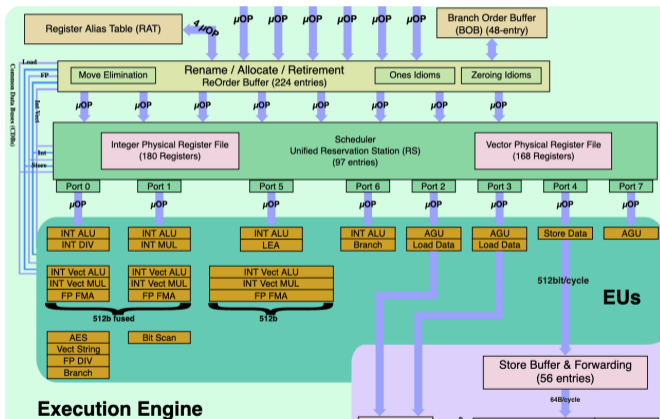 Register Alias Table (RAT)
4 μOP
μOP μOP μOP μOP μOP μOP
Branch Order Buffer
(BOB) (48-entry)
Load
FP
Common Data Buses (CDBs)
Int Vect
Int
Store
Move Elimination
Rename / Allocate / Retirement
ReOrder Buffer (224 entries)
Ones Idioms
Zeroing Idioms
μOP μOP μOP μOP μOP μOP μOP μOP
Integer Physical Register File
(180 Registers)
Scheduler
Unified Reservation Station (RS)
(97 entries)
Vector Physical Register File
(168 Registers)
Port 0 Port 1 Port 5 Port 6 Port 2 Port 3 Port 4 Port 7
μOP μOP μOP μOP μOP μOP μOP μOP
INT ALU
INT DIV
INT ALU
INT MUL
INT ALU
LEA
INT ALU
Branch
AGU
Load Data
AGU
Load Data
Store Data
AGU
INT Vect ALU
INT Vect MUL
FP FMA
INT Vect ALU
INT Vect MUL
FP FMA
INT Vect ALU
INT Vect MUL
FP FMA
512b fused
512b
512bit/cycle
EUs
AES
Vect String
FP DIV
Branch
Bit Scan
Store Buffer & Forwarding
(56 entries)
64B/cycle
Execution Engine